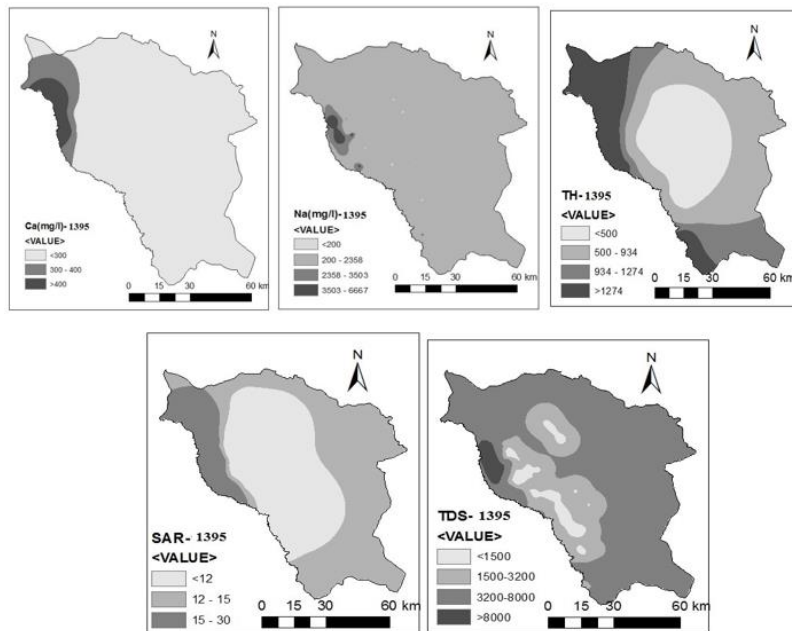 N
Ca(mg/l)-1395
<VALUE>
<300
300 - 400
>400
0 15 30 60 km
N
Na(mg/l)-1395
<VALUE>
<200
200 - 2358
2358 - 3503
3503 - 6667
0 15 30 60 km
N
TH-1395
<VALUE>
<500
500 - 934
934 - 1274
>1274
0 15 30 60 km
N
SAR- 1395
<VALUE>
<12
12 - 15
15 - 30
0 15 30 60 km
N
TDS- 1395
<VALUE>
<1500
1500-3200
3200-8000
>8000
0 15 30 60 km